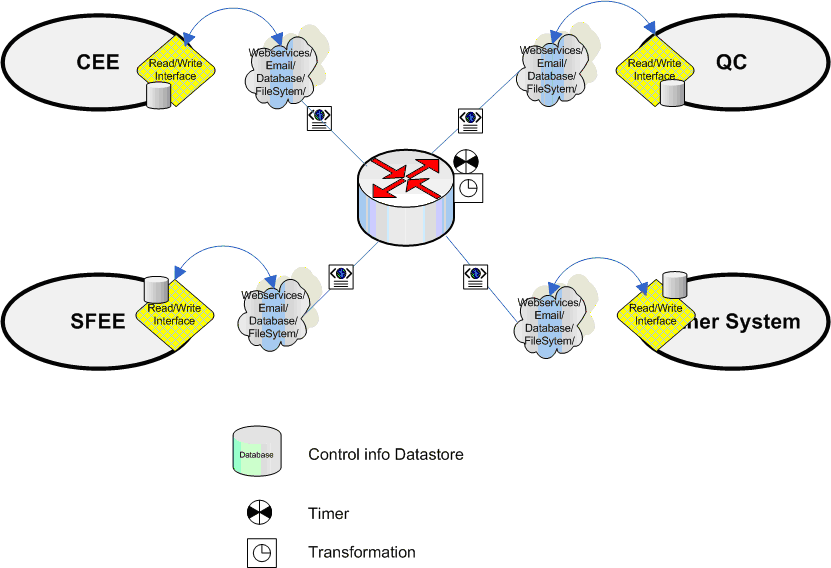 CEE
Read/Write
Interface
Webservices/
Email/
Database/
FileSytem/
Webservices/
Email/
Database/
FileSytem/
Read/Write
Interface
QC
SFEE
Read/Write
Interface
Webservices/
Email/
Database/
FileSytem/
Webservices/
Email/
Database/
FileSytem/
Read/Write
Interface
System
Database
Control info Datastore
Timer
Transformation